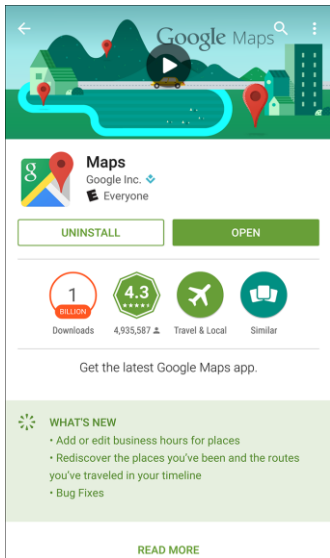 Google Maps
Maps
Google Inc.
E Everyone
UNINSTALL
OPEN
1
BILLION
4.3
Downloads
4,935,587
Travel & Local
Similar
Get the latest Google Maps app.
WHAT'S NEW
• Add or edit business hours for places
• Rediscover the places you've been and the routes
you've traveled in your timeline
• Bug Fixes
READ MORE